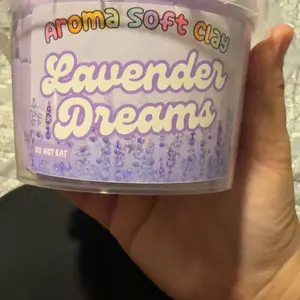 Aroma Soft Clay
Lavender
Dreams
DO NOT EAT